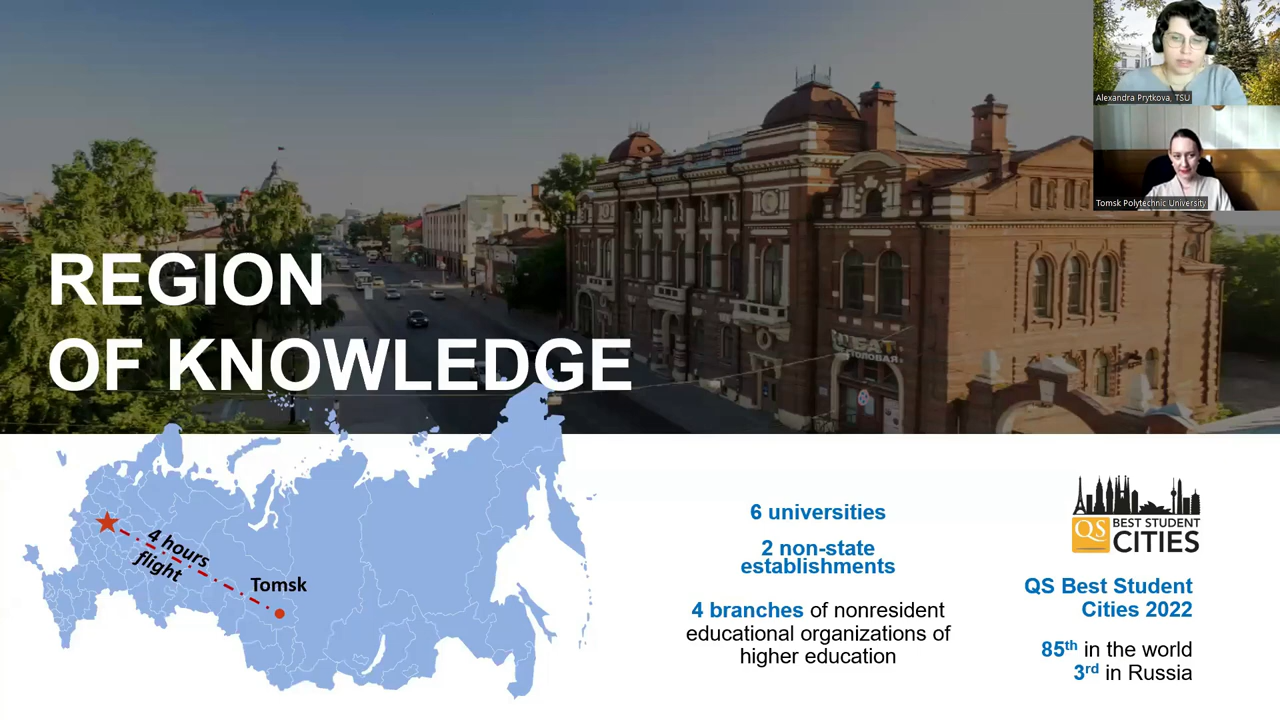 Alexandra Prytkova, TSU
Tomsk Polytechnic University
REGION
OF KNOWLEDGE
СТОЛОВАЯ
4 hours
flight
Tomsk
6 universities
2 non-state
establishments
4 branches of nonresident
educational organizations of
higher education
QS BEST STUDENT
CITIES
QS Best Student
Cities 2022
85th in the world
3rd in Russia